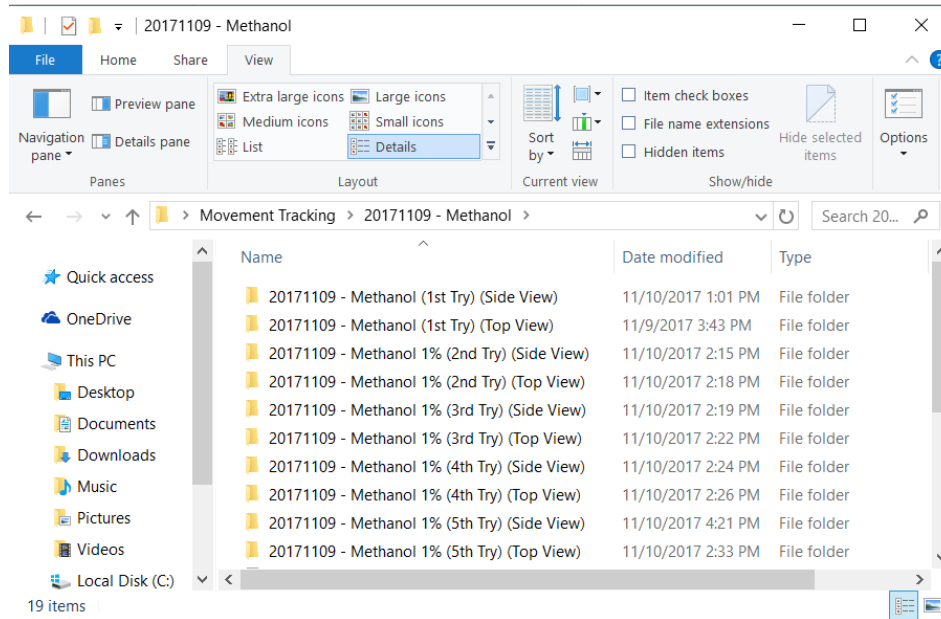 20171109 - Methanol
File Home Share View
Navigation pane
Preview pane
Details pane
Panes
Extra large icons Large icons
Medium icons Small icons
List Details
Layout
Sort by
Current view
Item check boxes
File name extensions
Hidden items
Hide selected items
Show/hide
Options
Movement Tracking > 20171109 - Methanol >
Search 20...
Quick access
OneDrive
This PC
Desktop
Documents
Downloads
Music
Pictures
Videos
Local Disk (C:)
Name Date modified Type
20171109 - Methanol (1st Try) (Side View) 11/10/2017 1:01 PM File folder
20171109 - Methanol (1st Try) (Top View) 11/9/2017 3:43 PM File folder
20171109 - Methanol 1% (2nd Try) (Side View) 11/10/2017 2:15 PM File folder
20171109 - Methanol 1% (2nd Try) (Top View) 11/10/2017 2:18 PM File folder
20171109 - Methanol 1% (3rd Try) (Side View) 11/10/2017 2:19 PM File folder
20171109 - Methanol 1% (3rd Try) (Top View) 11/10/2017 2:22 PM File folder
20171109 - Methanol 1% (4th Try) (Side View) 11/10/2017 2:24 PM File folder
20171109 - Methanol 1% (4th Try) (Top View) 11/10/2017 2:26 PM File folder
20171109 - Methanol 1% (5th Try) (Side View) 11/10/2017 4:21 PM File folder
20171109 - Methanol 1% (5th Try) (Top View) 11/10/2017 2:33 PM File folder
19 items